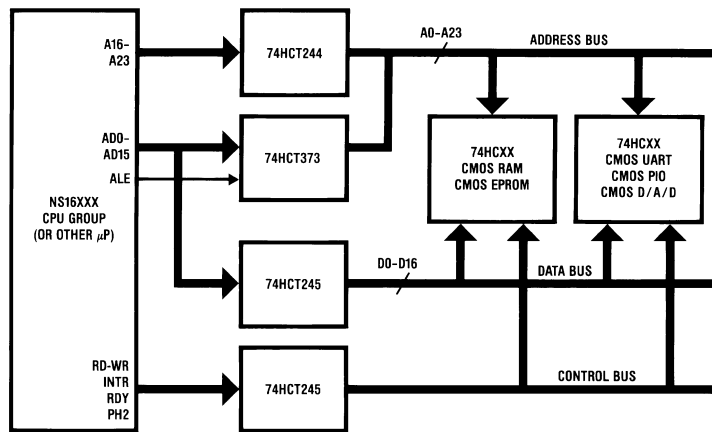 A16–
A23
AD0–
AD15
ALE
NS16XXX
CPU GROUP
(OR OTHER μP)
RD-WR
INTR
RDY
PH2
74HCT244
74HCT373
74HCT245
74HCT245
A0–A23
ADDRESS BUS
74HCXX
CMOS RAM
CMOS EPROM
74HCXX
CMOS UART
CMOS PIO
CMOS D/A/D
D0–D16
DATA BUS
CONTROL BUS